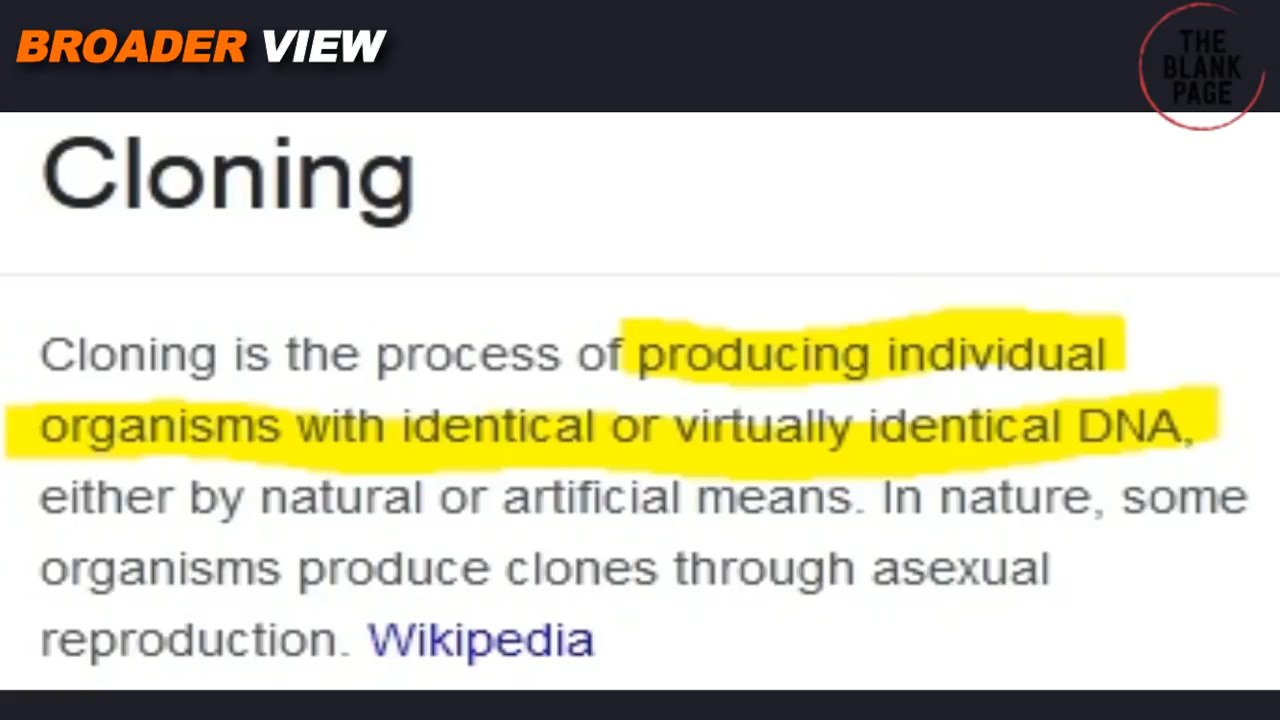 BROADER VIEW
THE
BLANK
PAGE
Cloning
Cloning is the process of producing individual
organisms with identical or virtually identical DNA,
either by natural or artificial means. In nature, some
organisms produce clones through asexual
reproduction. Wikipedia